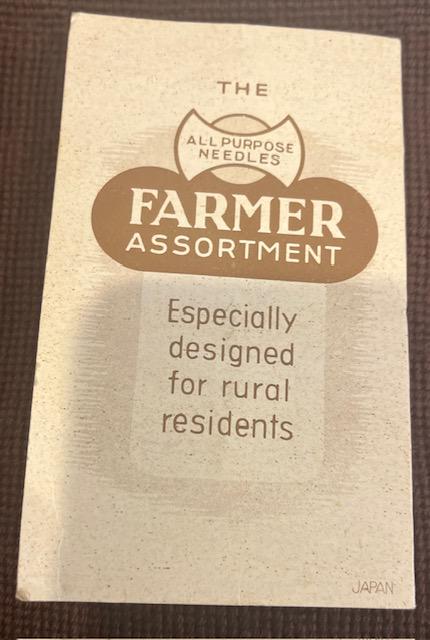 THE
ALL PURPOSE
NEEDLES
FARMER
ASSORTMENT
Especially
designed
for rural
residents
JAPAN